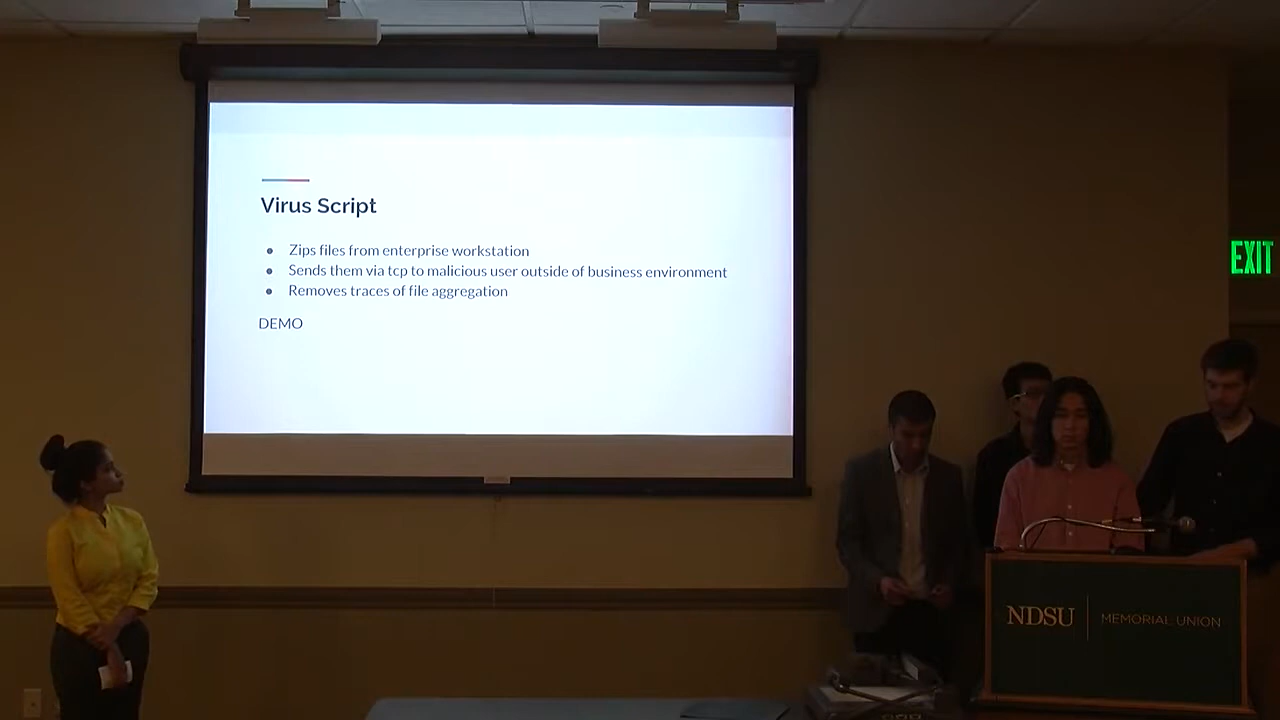 Virus Script
● Zips files from enterprise workstation
● Sends them via tcp to malicious user outside of business environment
● Removes traces of file aggregation
DEMO
EXIT
NDSU MEMORIAL UNION